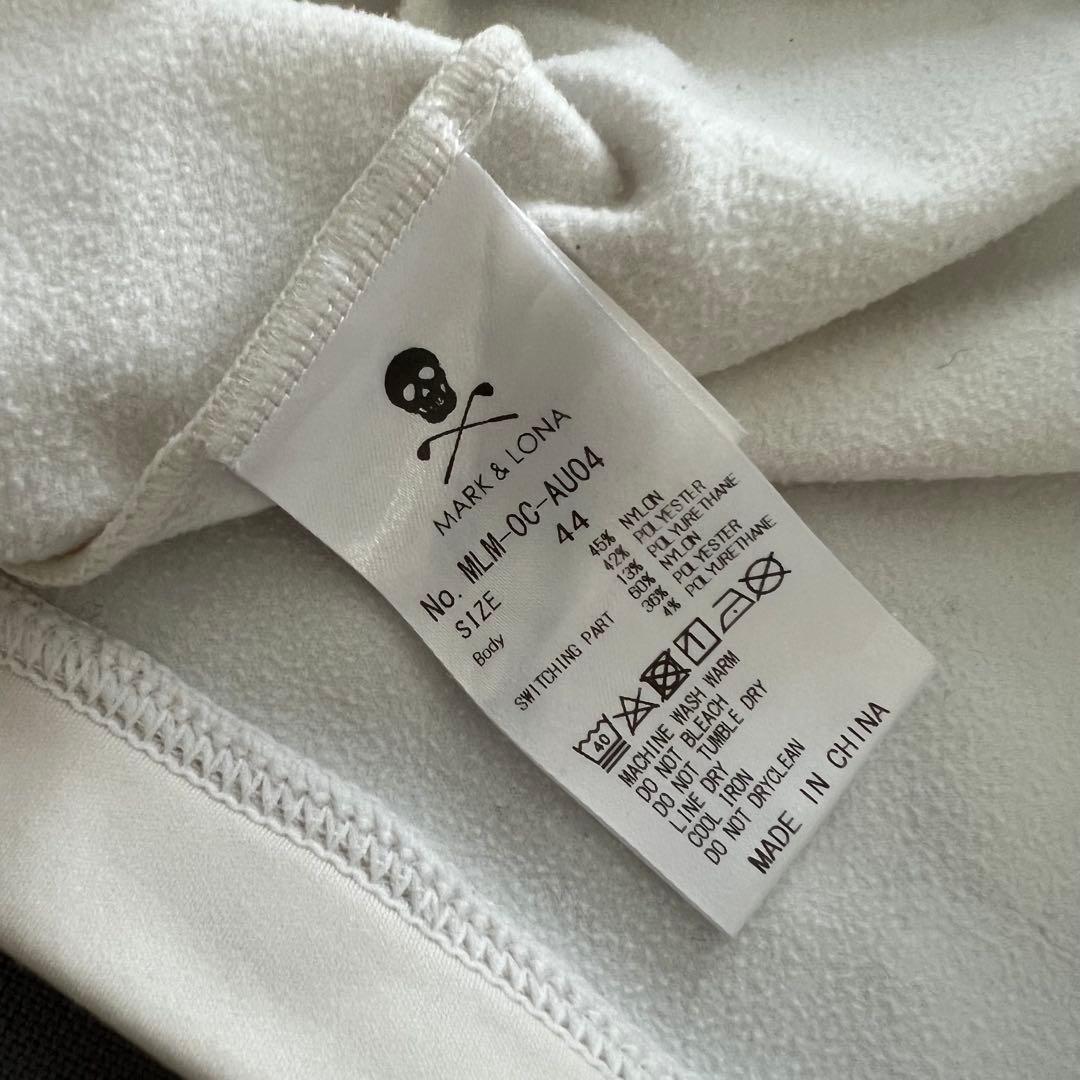 MARK & LONA
No. MLM-0C-AU04
SIZE 44
Body 45% NYLON
42% POLYESTER
13% POLYURETHANE
SWITCHING PART 60% NYLON
36% POLYESTER
4% POLYURETHANE
40
MACHINE WASH WARM
DO NOT BLEACH
DO NOT TUMBLE DRY
LINE DRY
COOL IRON
DO NOT DRYCLEAN
MADE IN CHINA